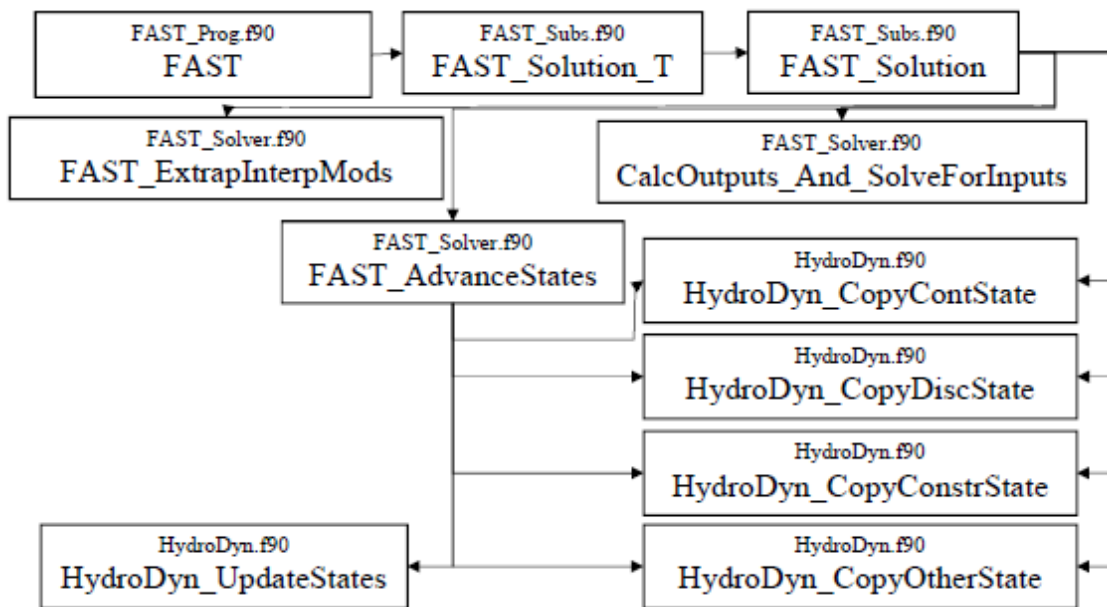 FAST_Prog.f90
FAST
FAST_Subs.f90
FAST_Solution_T
FAST_Subs.f90
FAST_Solution
FAST_Solver.f90
FAST_ExtrapInterpMods
FAST_Solver.f90
CalcOutputs_And_SolveForInputs
FAST_Solver.f90
FAST_AdvanceStates
HydroDyn.f90
HydroDyn_CopyContState
HydroDyn.f90
HydroDyn_CopyDiscState
HydroDyn.f90
HydroDyn_CopyConstrState
HydroDyn.f90
HydroDyn_UpdateStates
HydroDyn.f90
HydroDyn_CopyOtherState